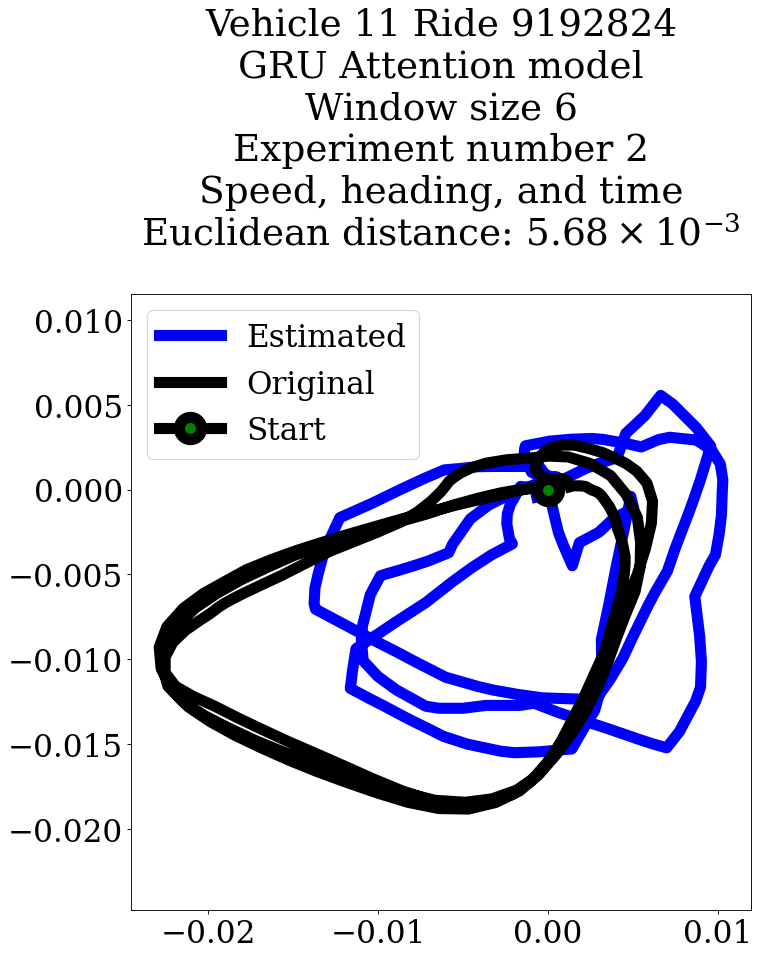 Vehicle 11 Ride 9192824
GRU Attention model
Window size 6
Experiment number 2
Speed, heading, and time
Euclidean distance: 5.68 × 10⁻³
0.010
0.005
0.000
−0.005
−0.010
−0.015
−0.020
Estimated
Original
Start
−0.02
−0.01
0.00
0.01